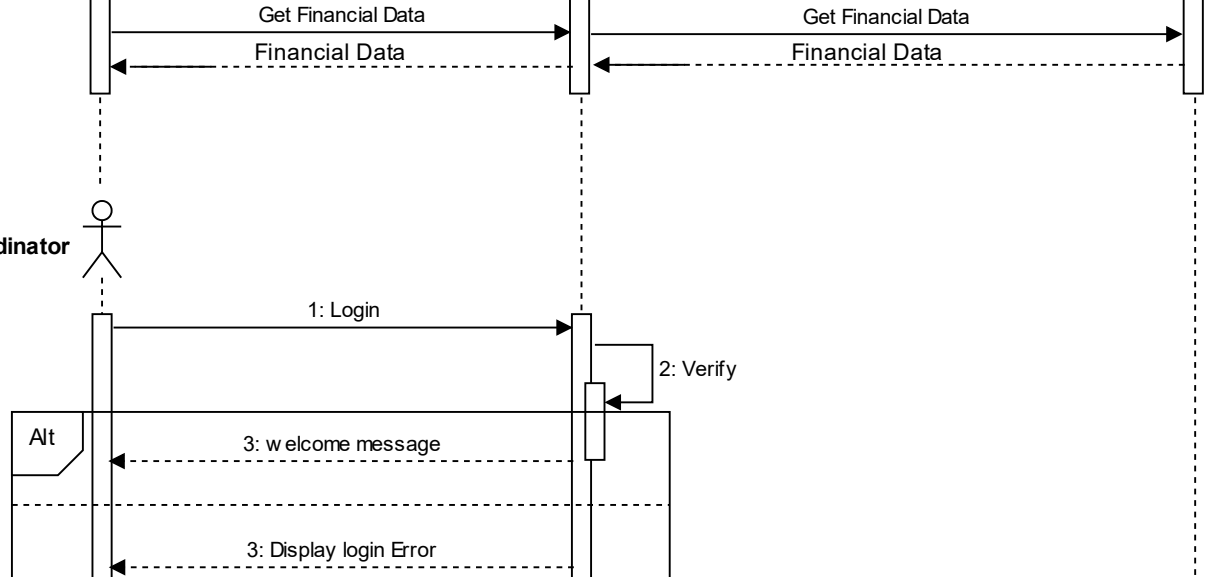 Get Financial Data
Get Financial Data
Financial Data
Financial Data
dinator
1: Login
2: Verify
Alt
3: welcome message
3: Display login Error